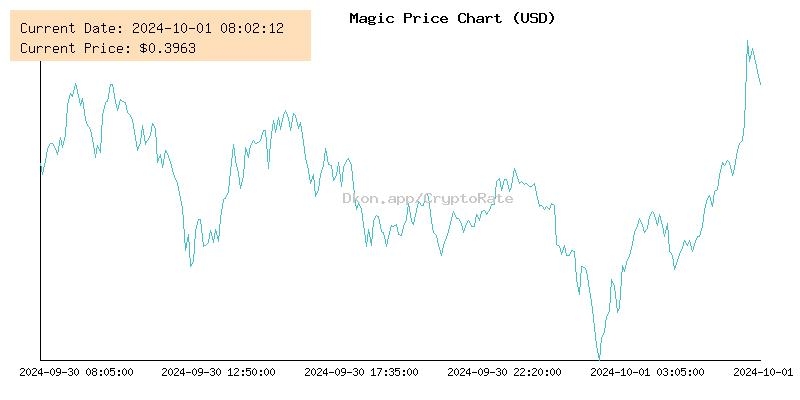 Magic Price Chart (USD)
Current Date: 2024-10-01 08:02:12
Current Price: $0.3963
Dkon.app/CryptoRate
2024-09-30 08:05:00 2024-09-30 12:50:00 2024-09-30 17:35:00 2024-09-30 22:20:00 2024-10-01 03:05:00 2024-10-01